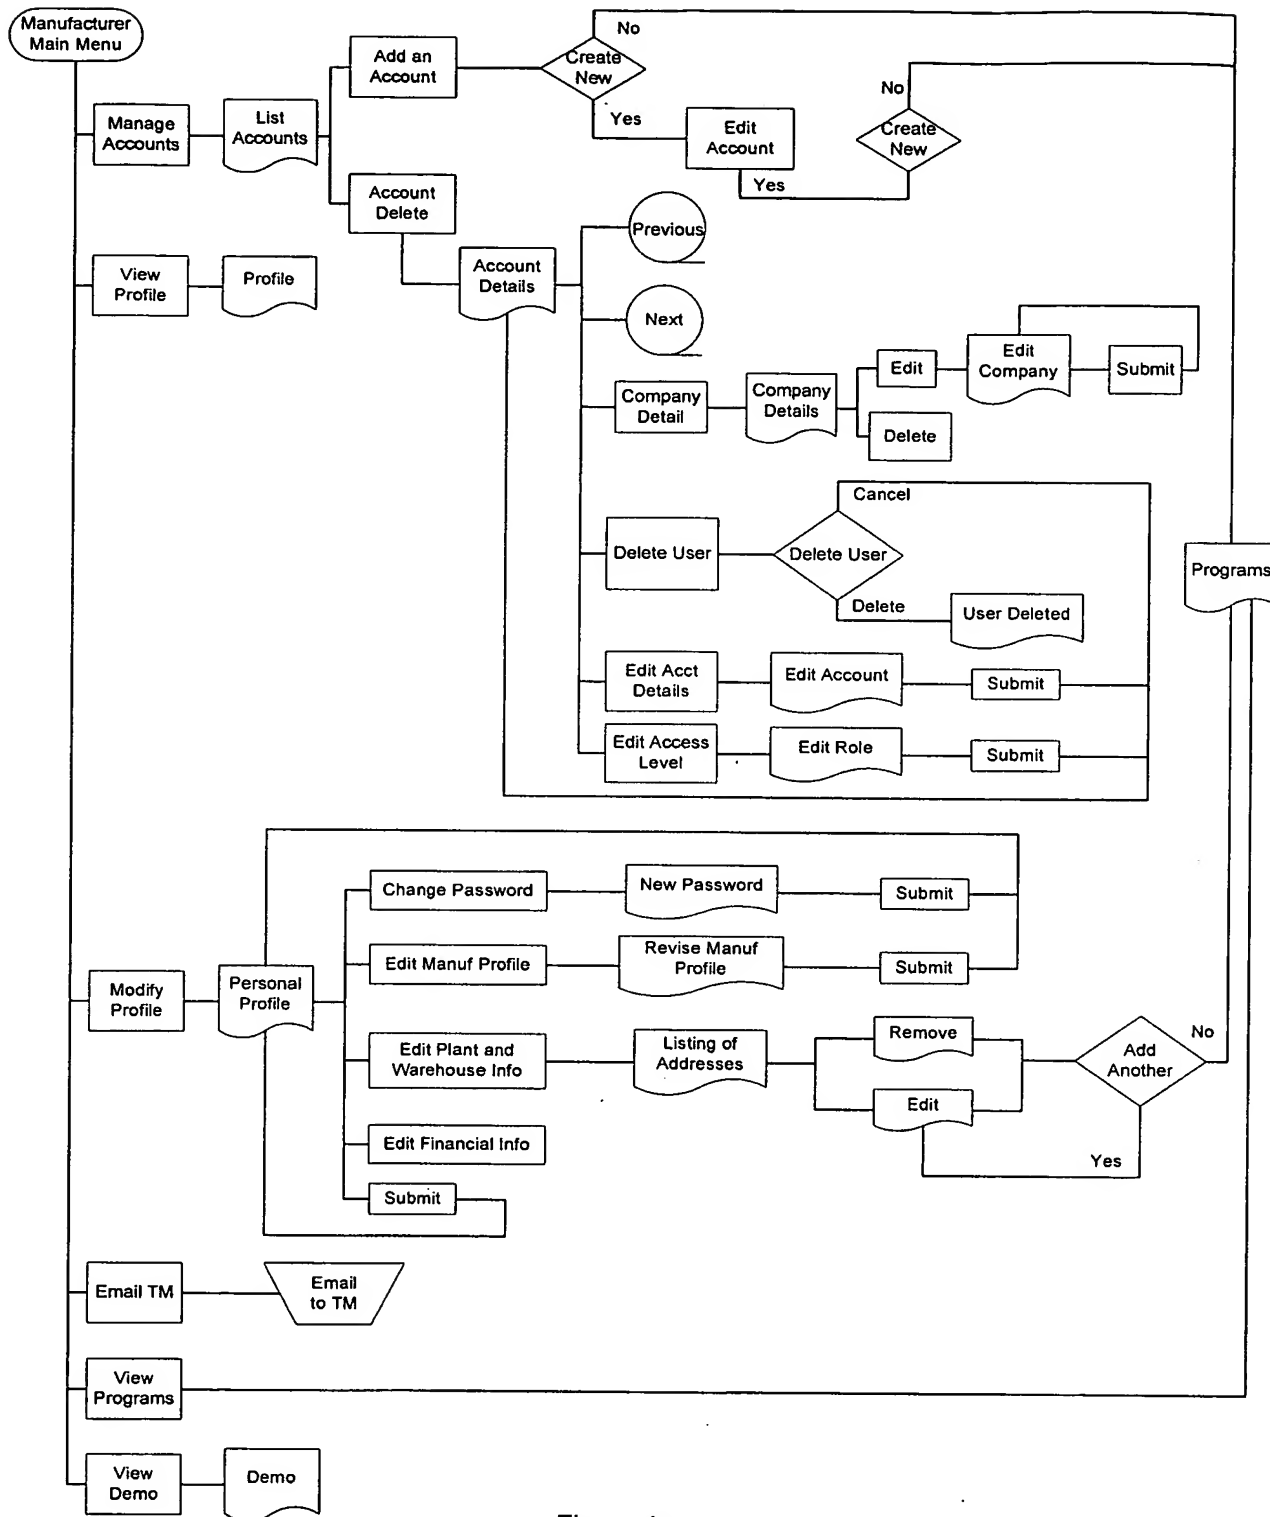 Manufacturer
Main Menu
No
Add an
Account
Create
New
Manage
Accounts
List
Accounts
Yes
Edit
Account
No
Create
New
Yes
Account
Delete
Previous
View
Profile
Profile
Account
Details
Next
Edit
Company
Edit
Submit
Company
Detail
Company
Details
Delete
Cancel
Delete User
Delete User
Programs
Delete
User Deleted
Edit Acct
Details
Edit Account
Submit
Edit Access
Level
Edit Role
Submit
Change Password
New Password
Submit
Edit Manuf Profile
Revise Manuf
Profile
Submit
Modify
Profile
Personal
Profile
Edit Plant and
Warehouse Info
Listing of
Addresses
Remove
Edit
Add
Another
No
Yes
Edit Financial Info
Submit
Email TM
Email
to TM
View
Programs
View
Demo
Demo